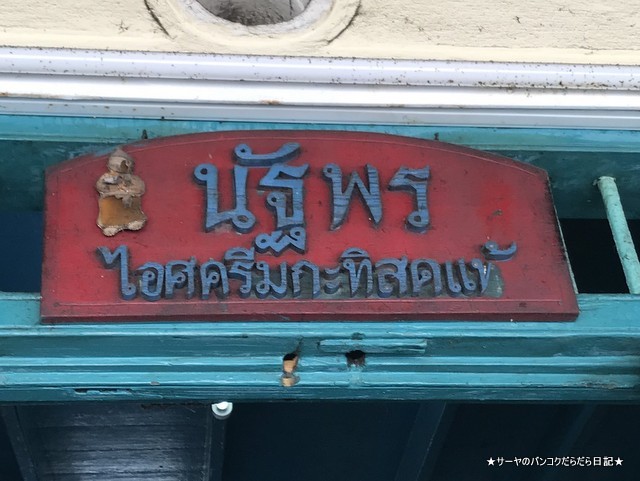 นัฐพร
ไอศครีมกะทิสดแท้
★サーヤのバンコクだらだら日記★